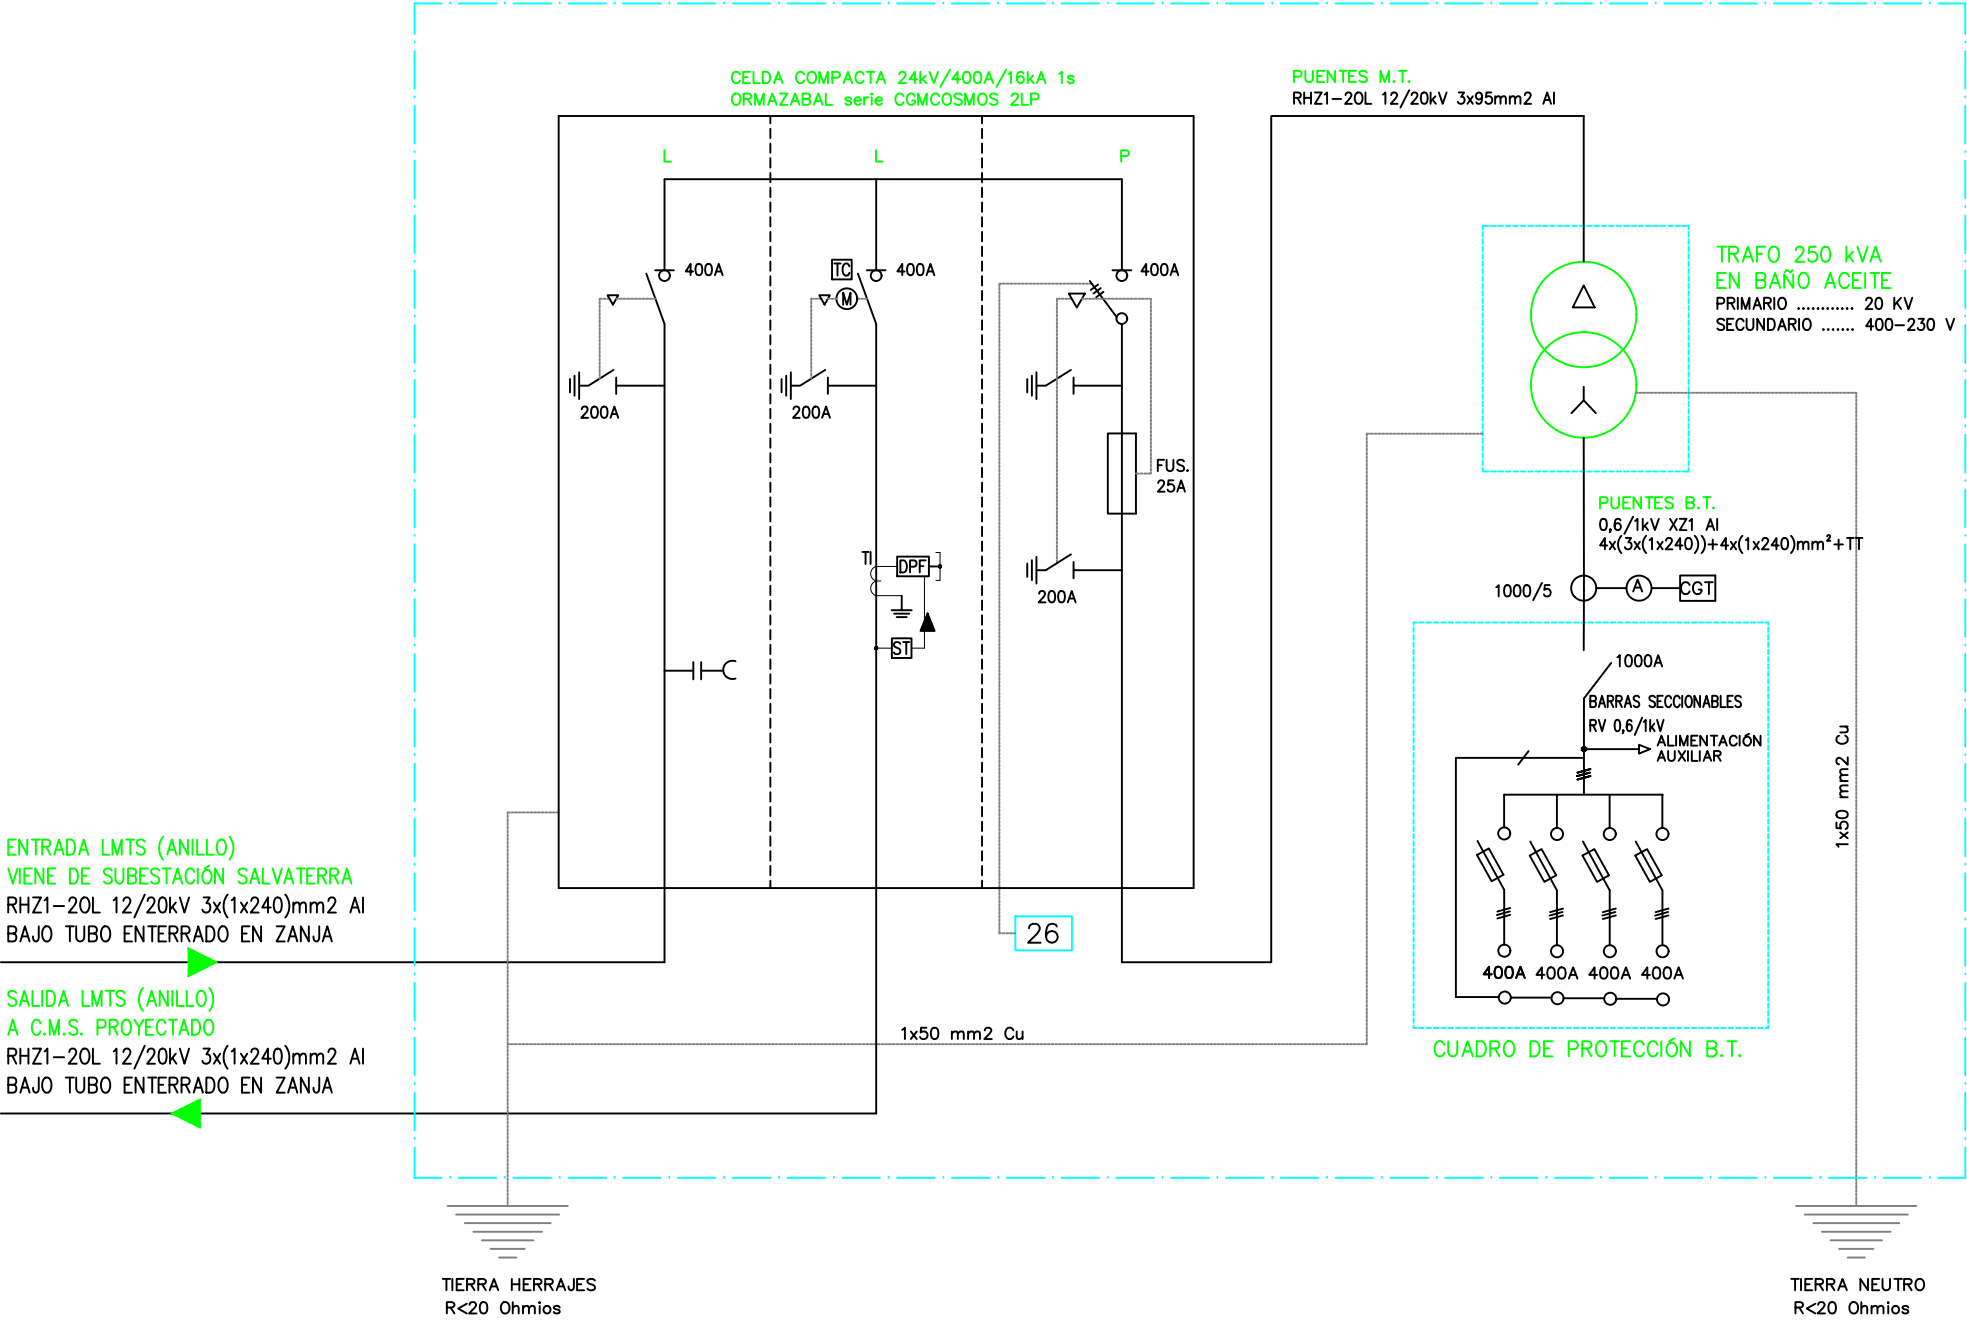 CELDA COMPACTA 24kV/400A/16kA 1s
ORMAZABAL serie CGMCOSMOS 2LP
PUENTES M.T.
RHZ1-2OL 12/20kV 3x95mm2 Al
L
L
P
400A
TC
400A
400A
M
200A
200A
FUS.
25A
TI
DPF
200A
ST
TRAFO 250 kVA
EN BAÑO ACEITE
PRIMARIO ............ 20 KV
SECUNDARIO ....... 400-230 V
PUENTES B.T.
0,6/1kV XZ1 Al
4x(3x(1x240))+4x(1x240)mm²+TT
1000/5
A
CGT
1000A
BARRAS SECCIONABLES
RV 0,6/1kV
ALIMENTACIÓN
AUXILIAR
400A
400A
400A
400A
CUADRO DE PROTECCIÓN B.T.
1x50 mm2 Cu
ENTRADA LMTS (ANILLO)
VIENE DE SUBESTACIÓN SALVATERRA
RHZ1-2OL 12/20kV 3x(1x240)mm2 Al
BAJO TUBO ENTERRADO EN ZANJA
26
SALIDA LMTS (ANILLO)
A C.M.S. PROYECTADO
RHZ1-2OL 12/20kV 3x(1x240)mm2 Al
BAJO TUBO ENTERRADO EN ZANJA
1x50 mm2 Cu
TIERRA HERRAJES
R<20 Ohmios
TIERRA NEUTRO
R<20 Ohmios